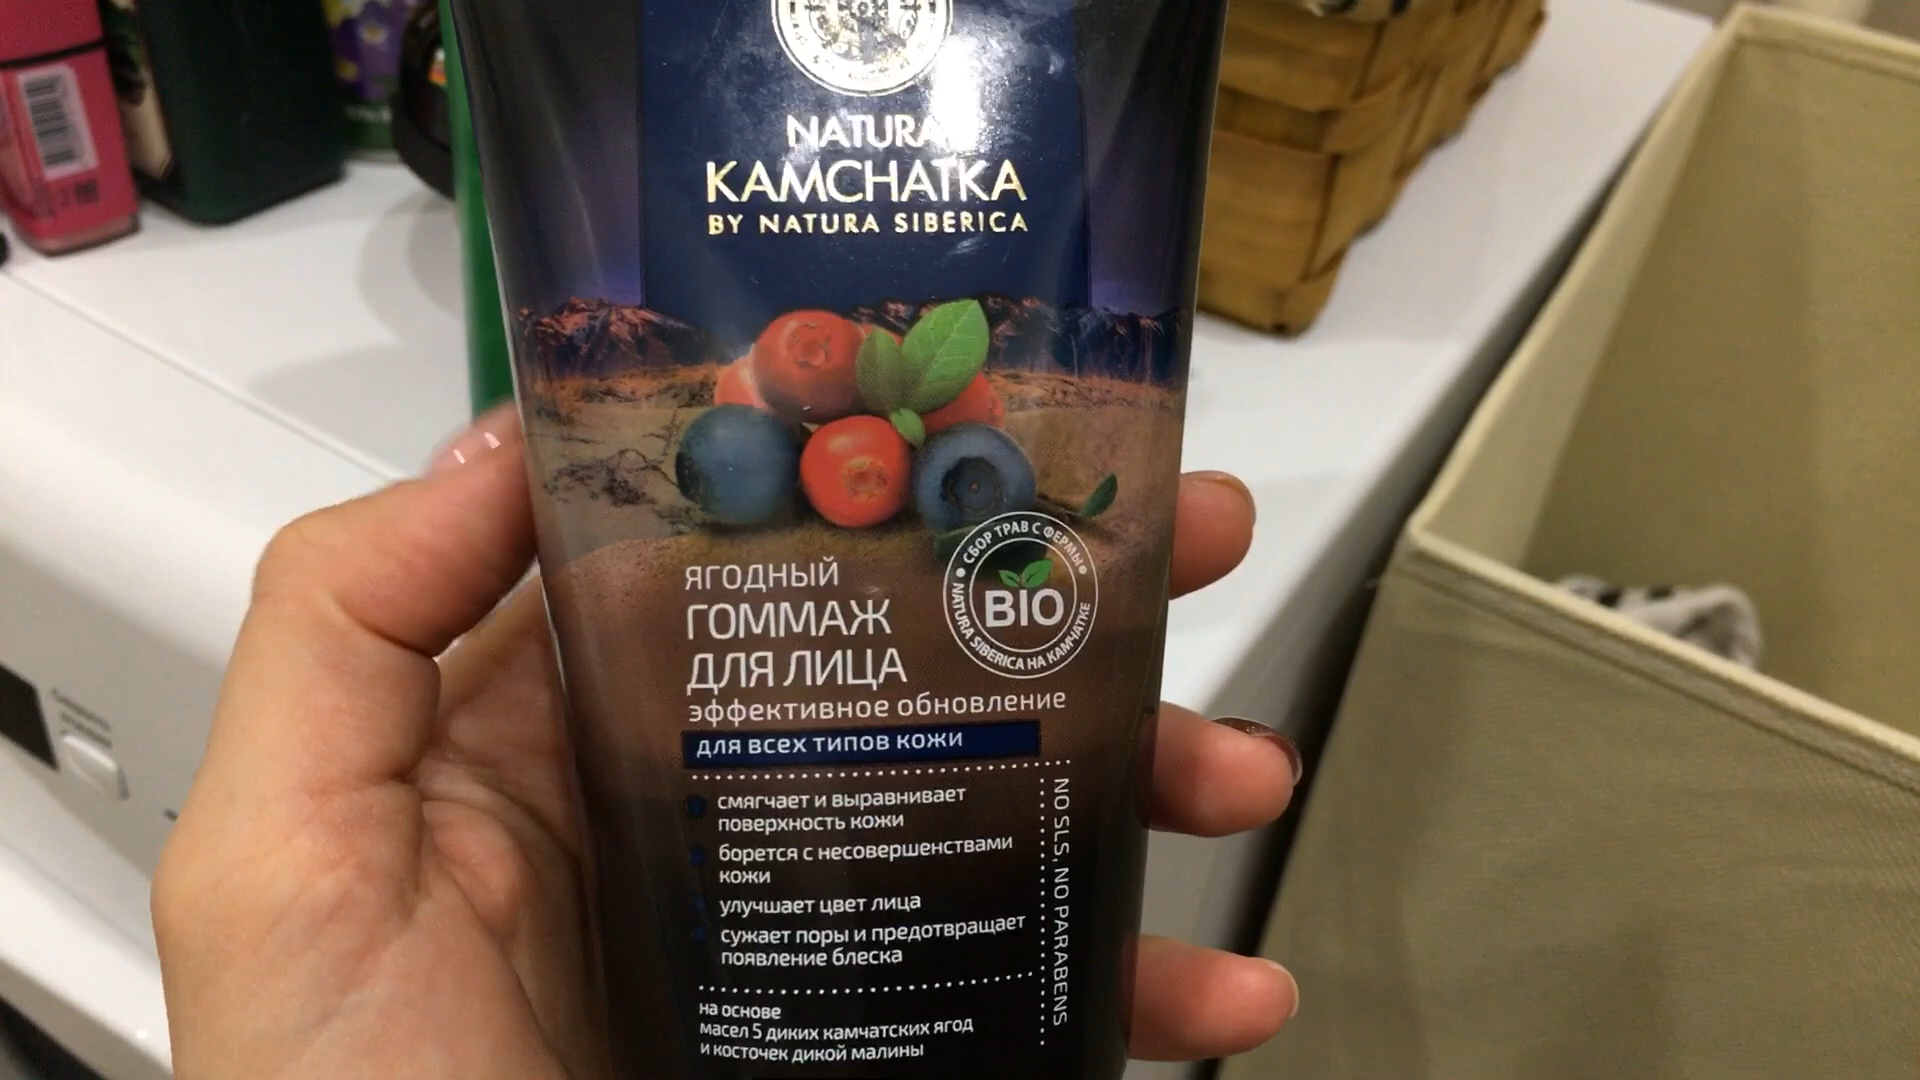 NATURA
KAMCHATKA
BY NATURA SIBERICA
СБОР ТРАВ С ФЕРМЫ
BIO
NATURA SIBERICA НА КАМЧАТКЕ
ЯГОДНЫЙ
ГОММАЖ
ДЛЯ ЛИЦА
эффективное обновление
для всех типов кожи
смягчает и выравнивает
поверхность кожи
борется с несовершенствами
кожи
улучшает цвет лица
сужает поры и предотвращает
появление блеска
NO SLS, NO PARABENS
на основе
масел 5 диких камчатских ягод
и косточек дикой малины